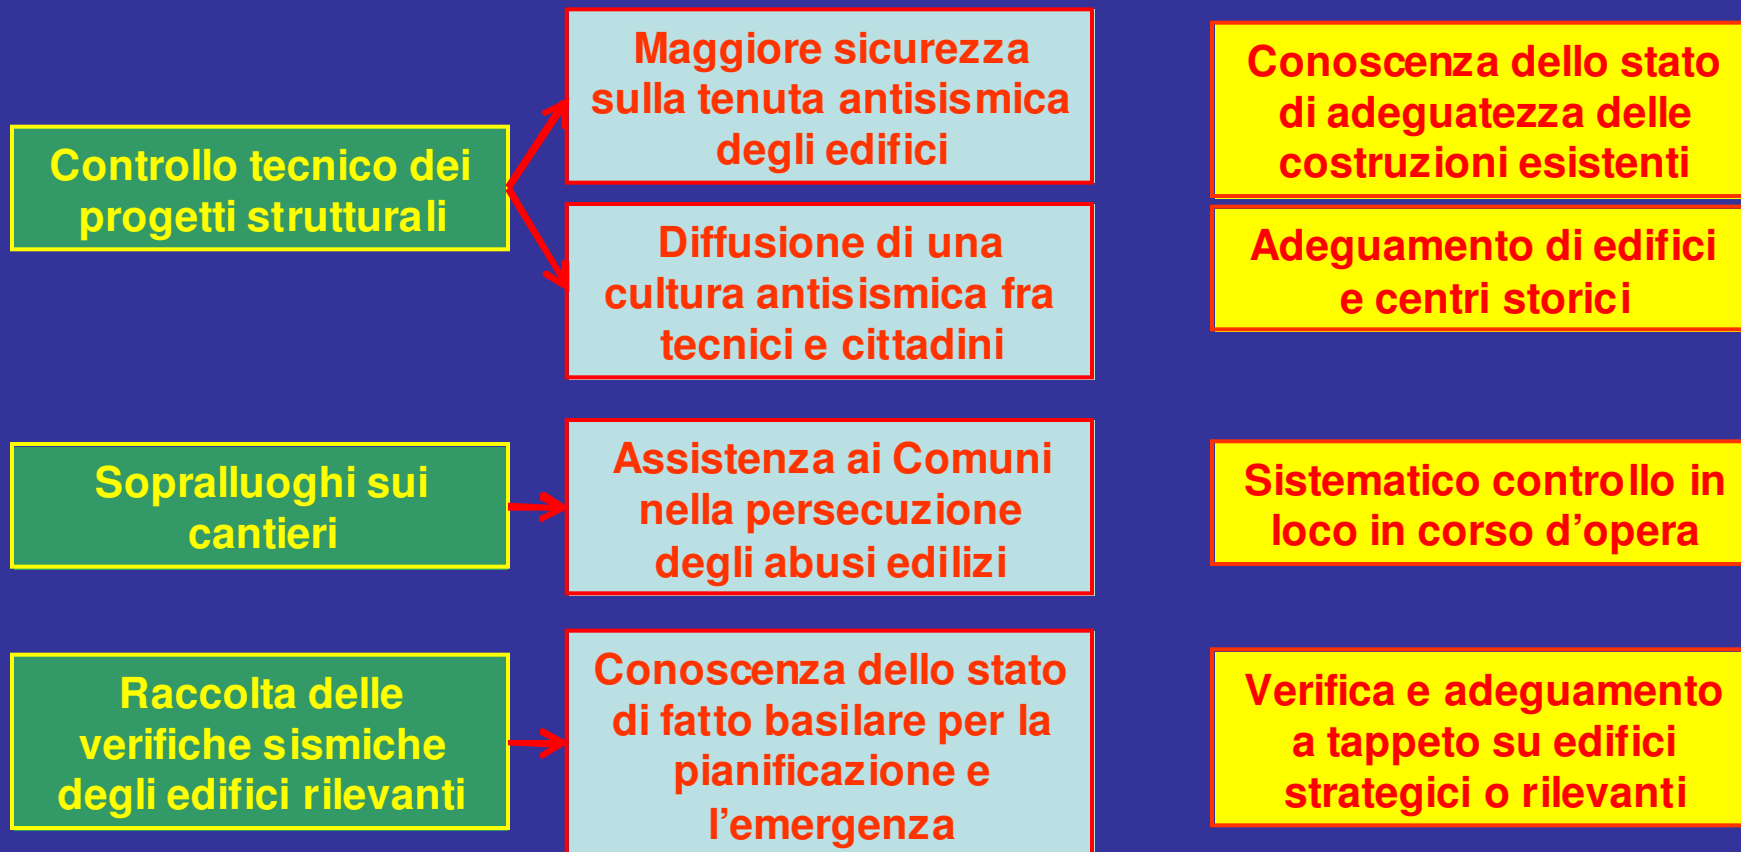 Controllo tecnico dei
progetti strutturali
Maggiore sicurezza
sulla tenuta antisismica
degli edifici
Diffusione di una
cultura antisismica fra
tecnici e cittadini
Conoscenza dello stato
di adeguatezza delle
costruzioni esistenti
Adeguamento di edifici
e centri storici
Sopralluoghi sui
cantieri
Assistenza ai Comuni
nella persecuzione
degli abusi edilizi
Sistematico controllo in
loco in corso d’opera
Raccolta delle
verifiche sismiche
degli edifici rilevanti
Conoscenza dello stato
di fatto basilare per la
pianificazione e
l’emergenza
Verifica e adeguamento
a tappeto su edifici
strategici o rilevanti